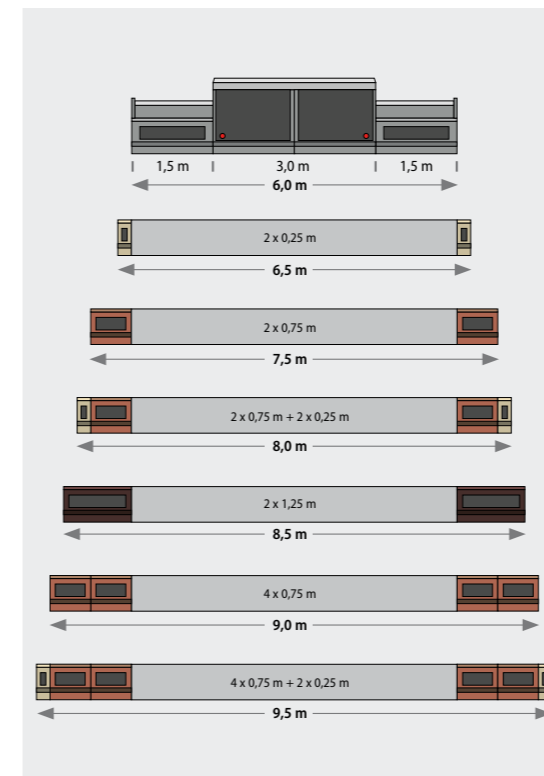 1,5 m 3,0 m 1,5 m
6,0 m
2 x 0,25 m
6,5 m
2 x 0,75 m
7,5 m
2 x 0,75 m + 2 x 0,25 m
8,0 m
2 x 1,25 m
8,5 m
4 x 0,75 m
9,0 m
4 x 0,75 m + 2 x 0,25 m
9,5 m